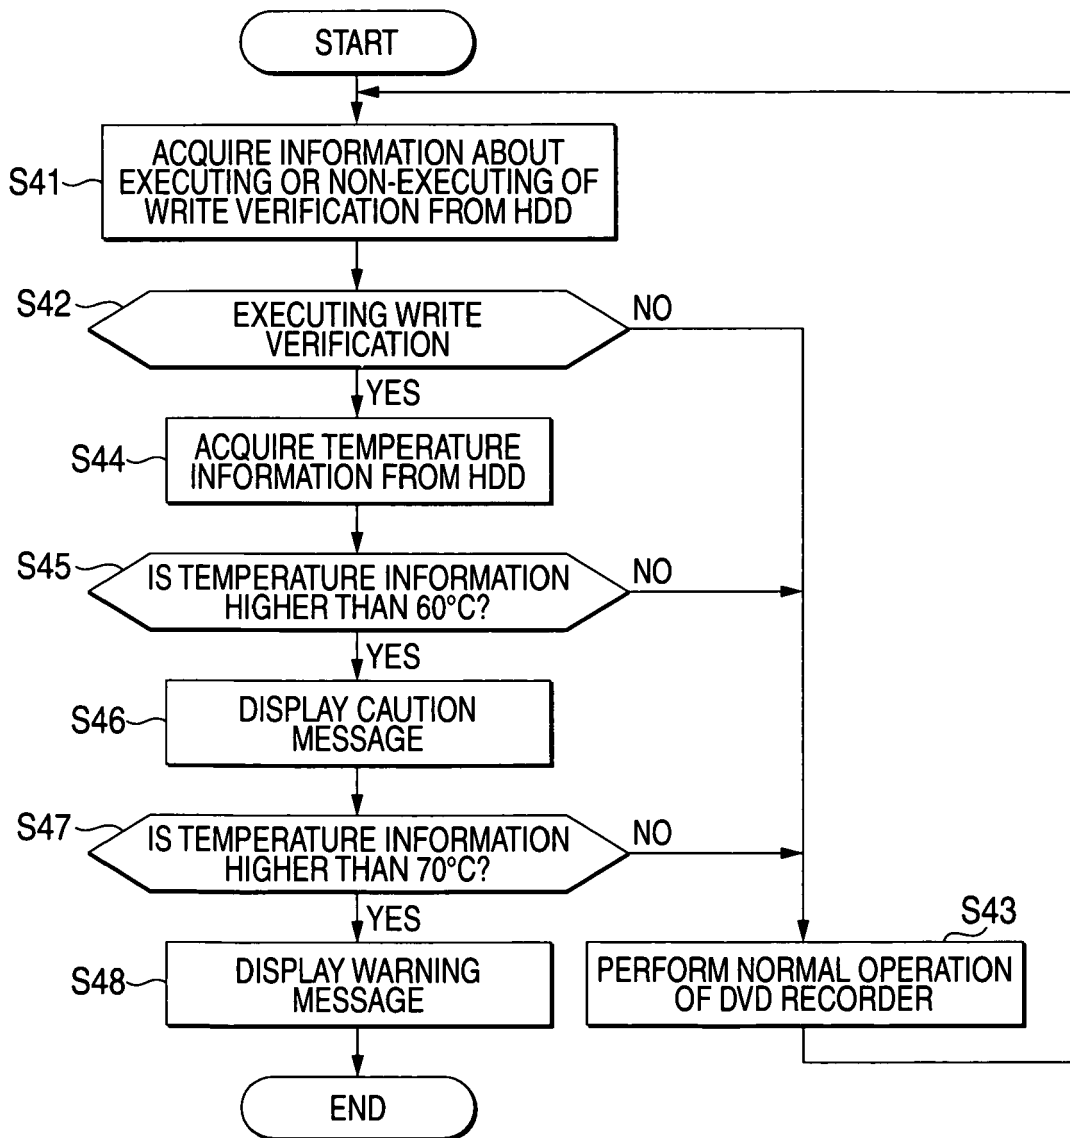 START
S41
ACQUIRE INFORMATION ABOUT
EXECUTING OR NON-EXECUTING OF
WRITE VERIFICATION FROM HDD
S42
EXECUTING WRITE
VERIFICATION
NO
YES
S44
ACQUIRE TEMPERATURE
INFORMATION FROM HDD
S45
IS TEMPERATURE INFORMATION
HIGHER THAN 60°C?
NO
YES
S46
DISPLAY CAUTION
MESSAGE
S47
IS TEMPERATURE INFORMATION
HIGHER THAN 70°C?
NO
YES
S48
DISPLAY WARNING
MESSAGE
S43
PERFORM NORMAL OPERATION
OF DVD RECORDER
END